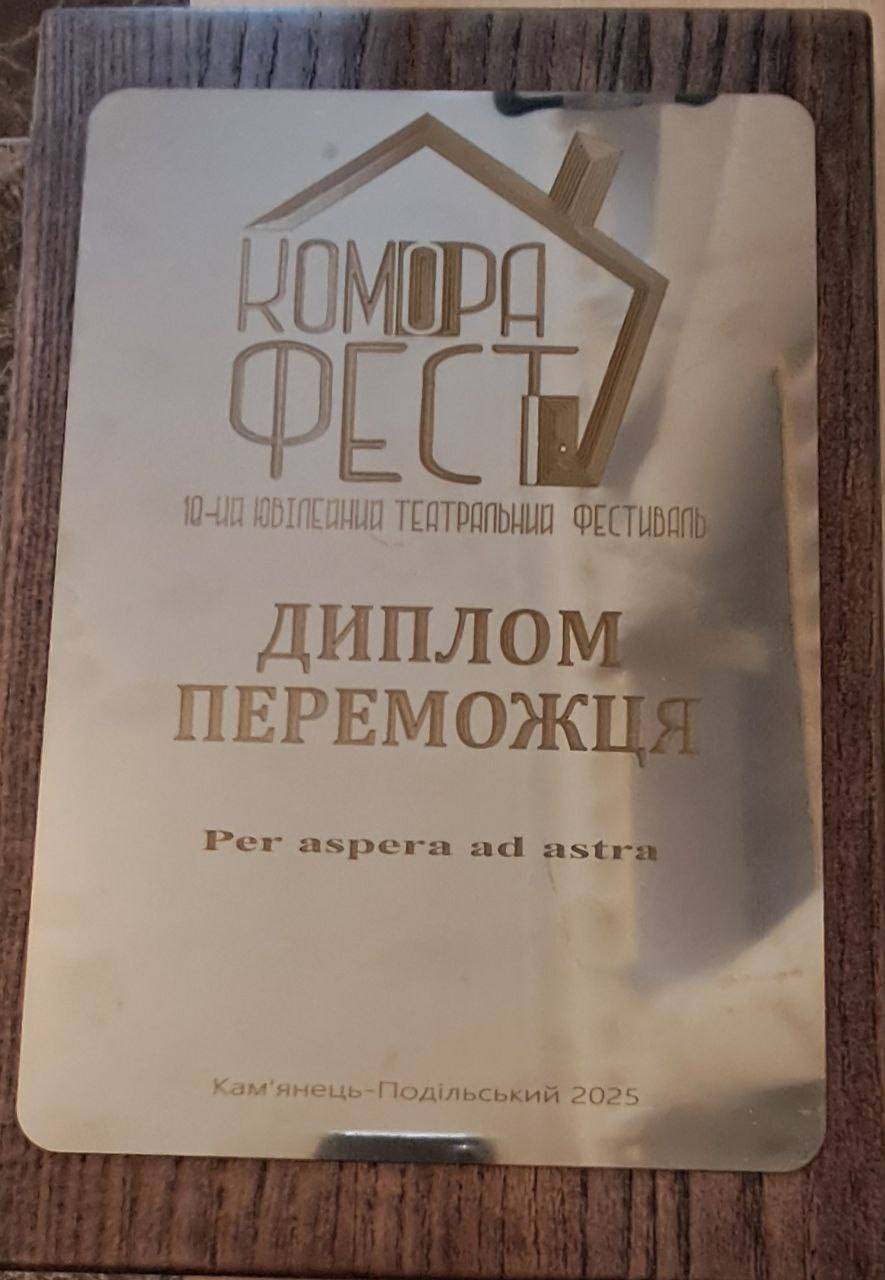 КОМОРА
ФЕСТ
10-ИЙ ЮВІЛЕЙНИЙ ТЕАТРАЛЬНИЙ ФЕСТИВАЛЬ
ДИПЛОМ
ПЕРЕМОЖЦЯ
Per aspera ad astra
Кам'янець-Подільський 2025